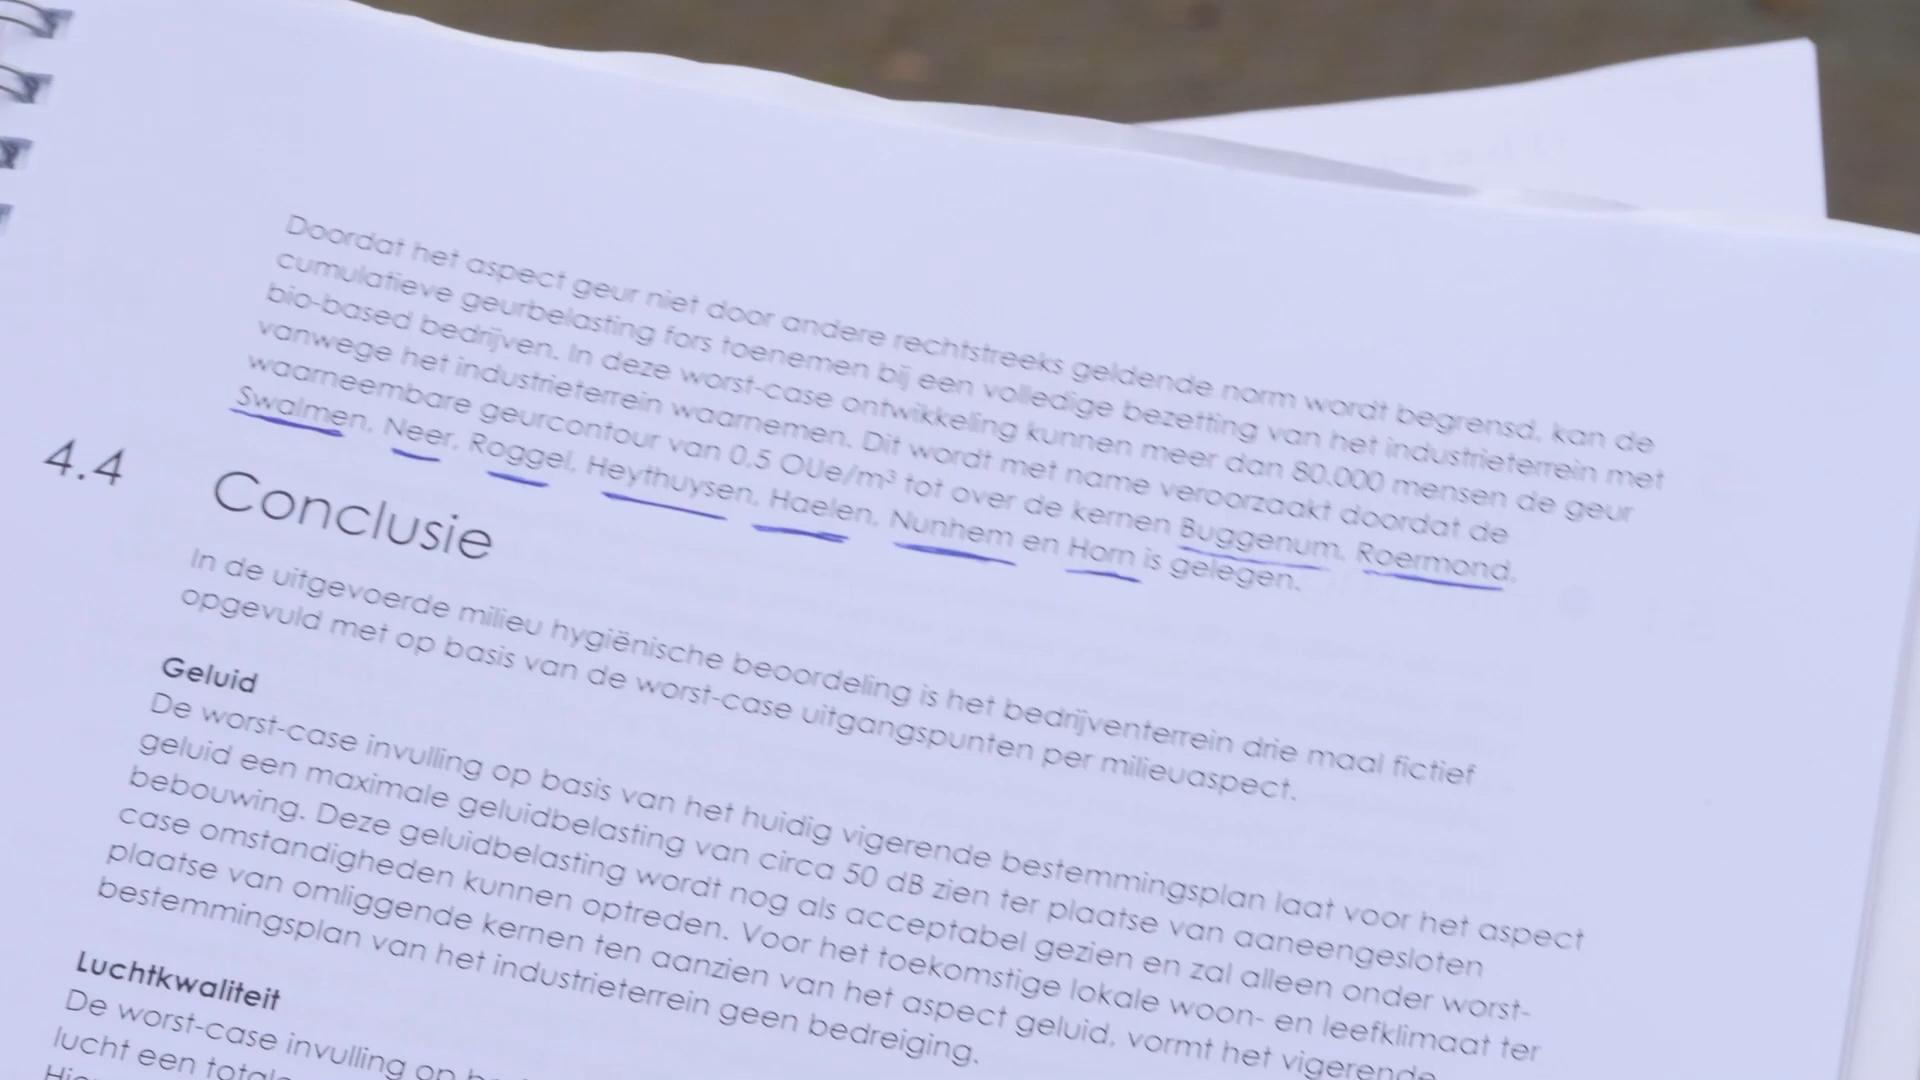 Doordat het aspect geur niet door andere rechtstreeks geldende norm wordt begrensd, kan de
cumulatieve geurbelasting fors toenemen bij een volledige bezetting van het industrieterrein met
bio-based bedrijven. In deze worst-case ontwikkeling kunnen meer dan 80.000 mensen de geur
vanwege het industrieterrein waarnemen. Dit wordt met name veroorzaakt doordat de
waarneembare geurcontour van 0,5 OUe/m³ tot over de kernen Buggenum, Roermond,
Swalmen, Neer, Roggel, Heythuysen, Haelen, Nunhem en Horn is gelegen.
4.4 Conclusie
In de uitgevoerde milieu hygiënische beoordeling is het bedrijventerrein drie maal fictief
opgevuld met op basis van de worst-case uitgangspunten per milieuaspect.
Geluid
De worst-case invulling op basis van het huidig vigerende bestemmingsplan laat voor het aspect
geluid een maximale geluidbelasting van circa 50 dB zien ter plaatse van aaneengesloten
bebouwing. Deze geluidbelasting wordt nog als acceptabel gezien en zal alleen onder worst-
case omstandigheden kunnen optreden. Voor het toekomstige lokale woon- en leefklimaat ter
plaatse van omliggende kernen ten aanzien van het aspect geluid, vormt het vigerende
bestemmingsplan van het industrieterrein geen bedreiging.
Luchtkwaliteit
De worst-case invulling op
lucht een